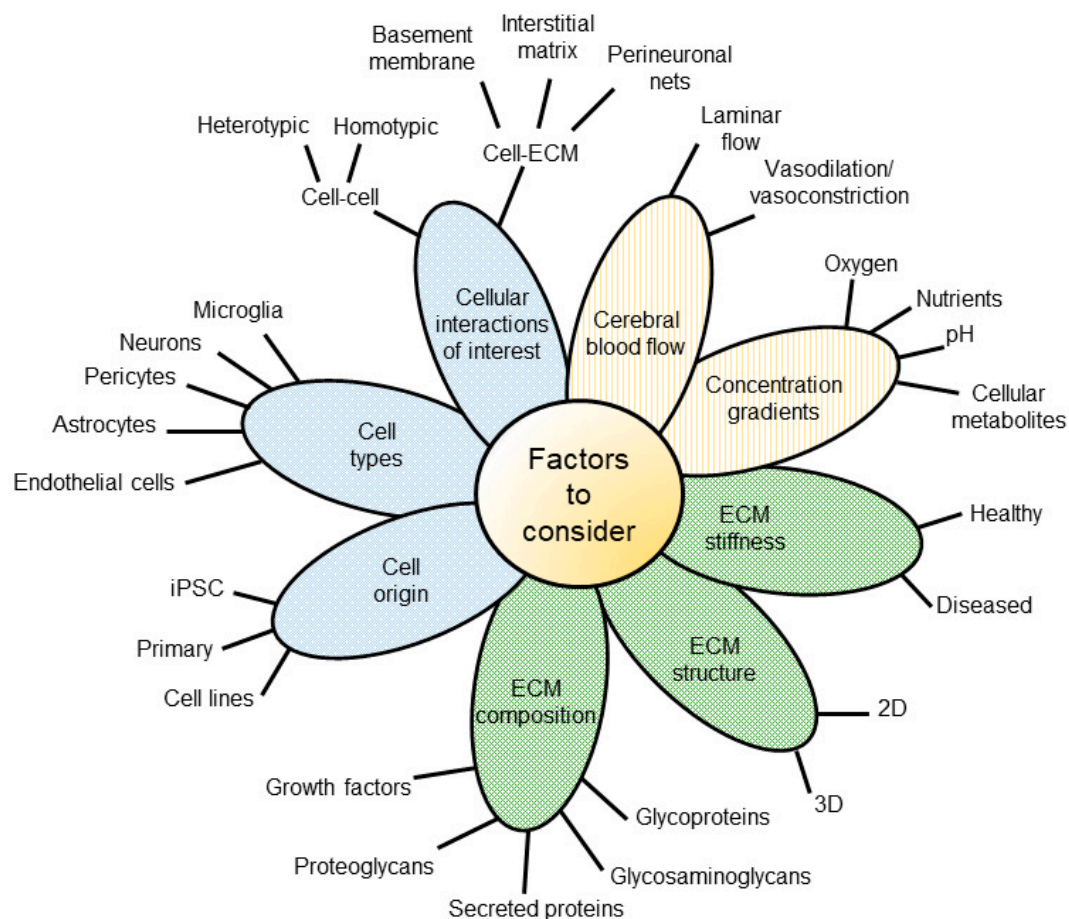 Basement
membrane
Interstitial
matrix
Perineuronal
nets
Heterotypic
Homotypic
Cell-ECM
Cell-cell
Laminar
flow
Vasodilation/
vasoconstriction
Cellular
interactions
of interest
Cerebral
blood flow
Oxygen
Nutrients
pH
Cellular
metabolites
Concentration
gradients
Microglia
Neurons
Pericytes
Astrocytes
Endothelial cells
Cell
types
Factors
to
consider
ECM
stiffness
Healthy
Diseased
Cell
origin
iPSC
Primary
Cell lines
ECM
structure
2D
3D
ECM
composition
Growth factors
Proteoglycans
Secreted proteins
Glycosaminoglycans
Glycoproteins